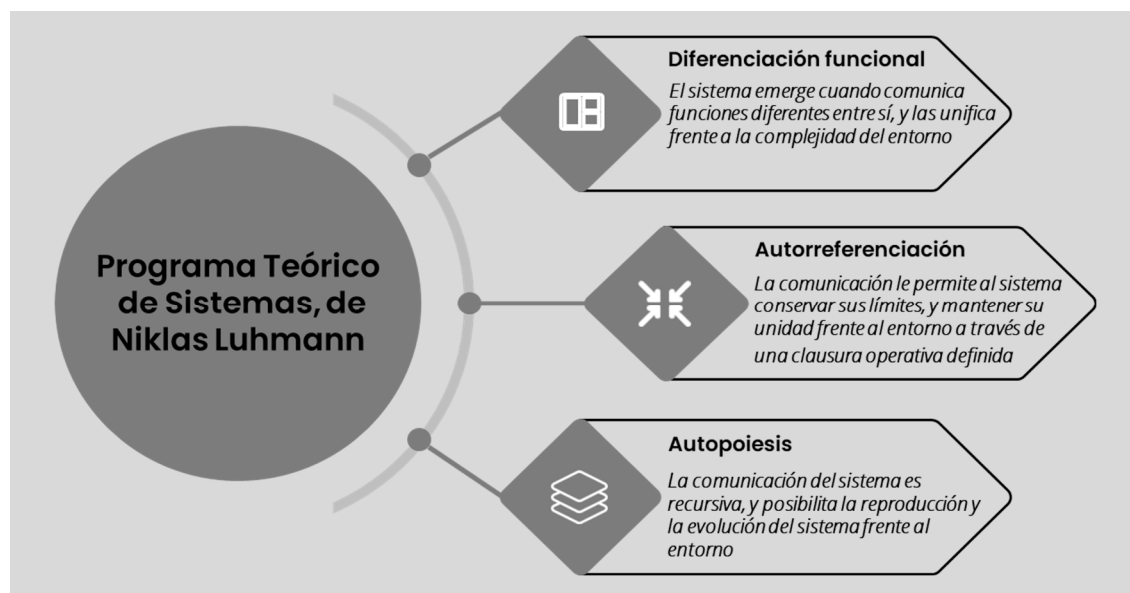 Programa Teórico
de Sistemas, de
Niklas Luhmann
Diferenciación funcional
El sistema emerge cuando comunica
funciones diferentes entre sí, y las unifica
frente a la complejidad del entorno
Autorreferenciación
La comunicación le permite al sistema
conservar sus límites, y mantener su
unidad frente al entorno a través de
una clausura operativa definida
Autopoiesis
La comunicación del sistema es
recursiva, y posibilita la reproducción y
la evolución del sistema frente al
entorno